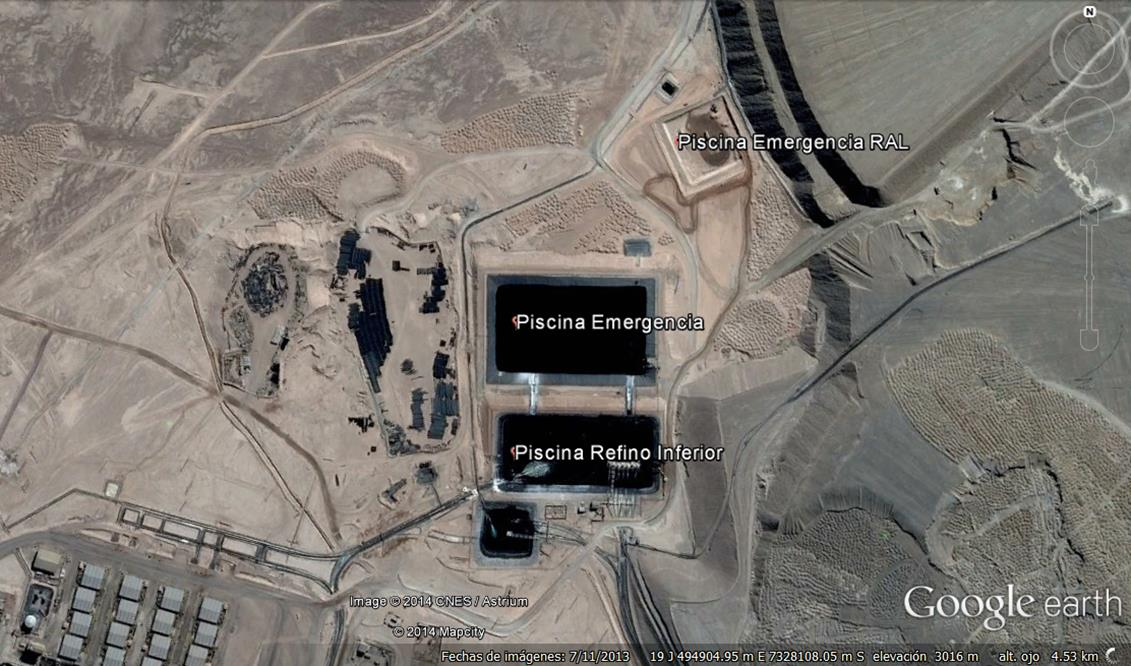 N
Piscina Emergencia RAL
Piscina Emergencia
Piscina Refino Inferior
Google earth
Image © 2014 CNES / Astrium
© 2014 Mapcity
Fechas de imágenes: 7/11/2013 19 J 494904.95 m E 7328108.05 m S elevación 3016 m alt. ojo 4.53 km